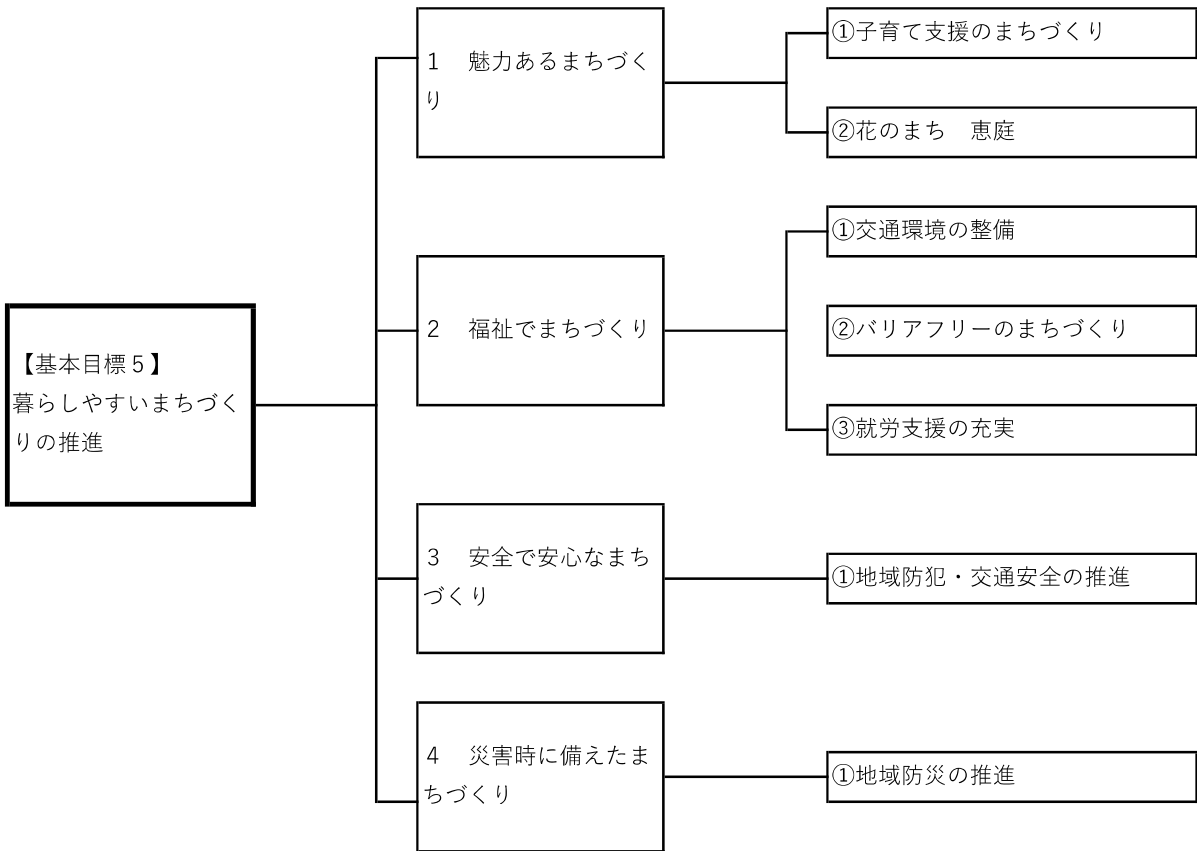 【基本目標５】
暮らしやすいまちづく
りの推進
１　魅力あるまちづく
り
①子育て支援のまちづくり
②花のまち　恵庭
２　福祉でまちづくり
①交通環境の整備
②バリアフリーのまちづくり
③就労支援の充実
３　安全で安心なまち
づくり
①地域防犯・交通安全の推進
４　災害時に備えたま
ちづくり
①地域防災の推進